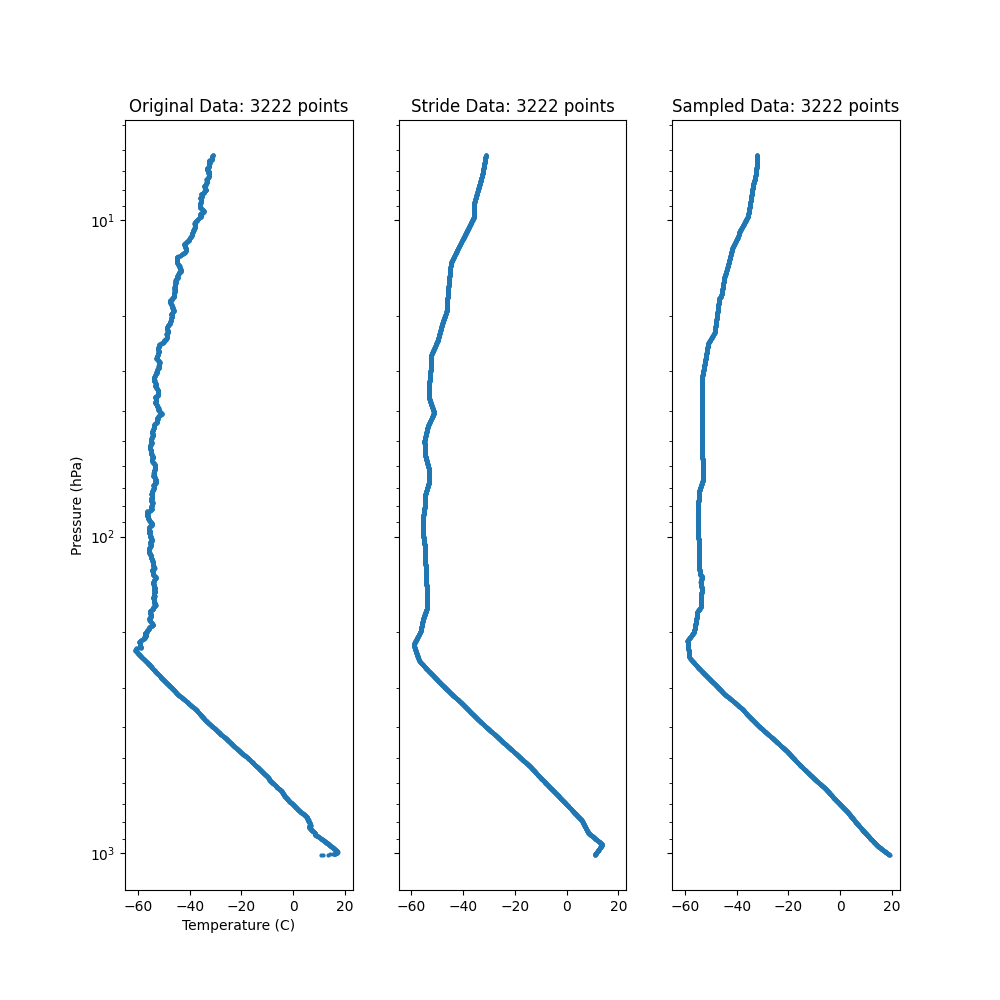 Original Data: 3222 points
Stride Data: 3222 points
Sampled Data: 3222 points
10¹
10²
10³
Pressure (hPa)
−60 −40 −20 0 20
−60 −40 −20 0 20
−60 −40 −20 0 20
Temperature (C)